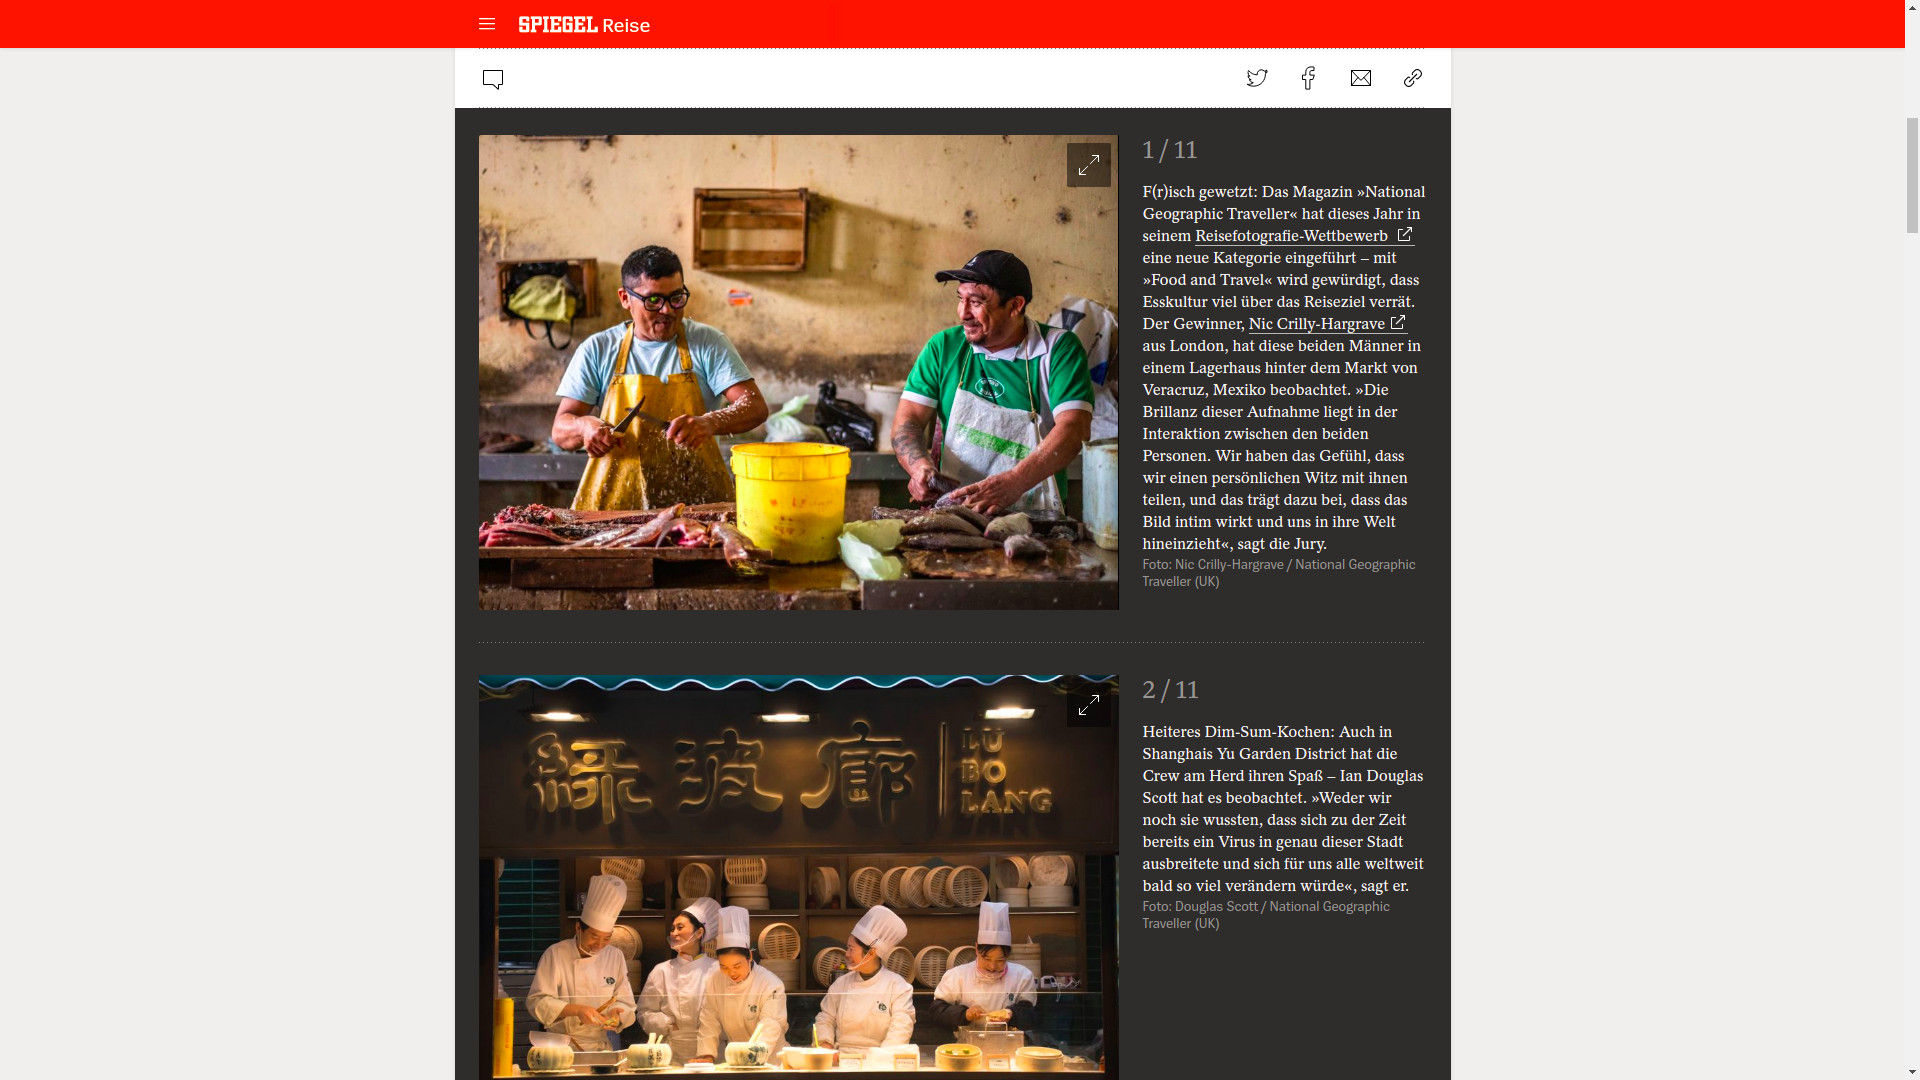 SPIEGEL Reise
1 / 11
F(r)isch gewetzt: Das Magazin »National
Geographic Traveller« hat dieses Jahr in
seinem Reisefotografie-Wettbewerb
eine neue Kategorie eingeführt – mit
»Food and Travel« wird gewürdigt, dass
Esskultur viel über das Reiseziel verrät.
Der Gewinner, Nic Crilly-Hargrave
aus London, hat diese beiden Männer in
einem Lagerhaus hinter dem Markt von
Veracruz, Mexiko beobachtet. »Die
Brillanz dieser Aufnahme liegt in der
Interaktion zwischen den beiden
Personen. Wir haben das Gefühl, dass
wir einen persönlichen Witz mit ihnen
teilen, und das trägt dazu bei, dass das
Bild intim wirkt und uns in ihre Welt
hineinzieht«, sagt die Jury.
Foto: Nic Crilly-Hargrave / National Geographic
Traveller (UK)
綠波廊
LU
BO
LANG
2 / 11
Heiteres Dim-Sum-Kochen: Auch in
Shanghais Yu Garden District hat die
Crew am Herd ihren Spaß – Ian Douglas
Scott hat es beobachtet. »Weder wir
noch sie wussten, dass sich zu der Zeit
bereits ein Virus in genau dieser Stadt
ausbreitete und sich für uns alle weltweit
bald so viel verändern würde«, sagt er.
Foto: Douglas Scott / National Geographic
Traveller (UK)